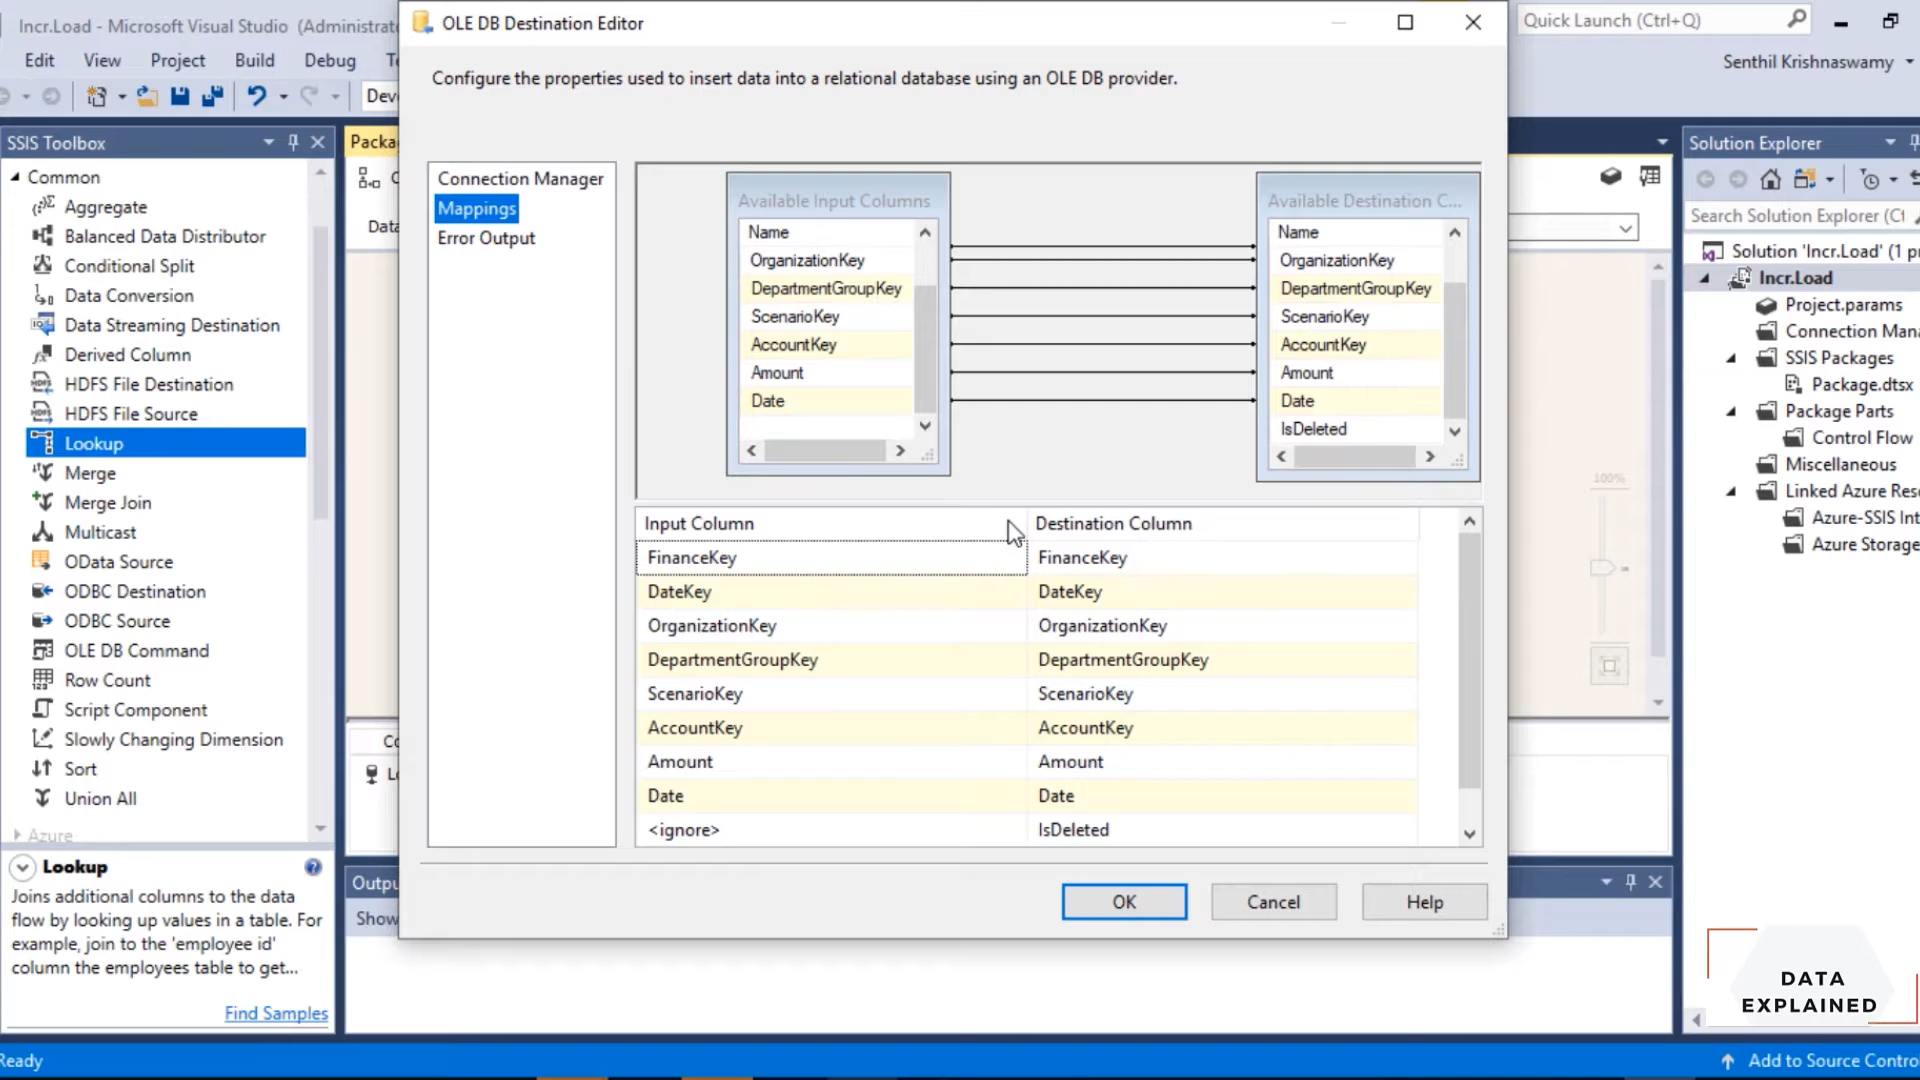 Incr.Load - Microsoft Visual Studio (Administrat
OLE DB Destination Editor
Quick Launch (Ctrl+Q)
Edit View Project Build Debug
Senthil Krishnaswamy
Configure the properties used to insert data into a relational database using an OLE DB provider.
SSIS Toolbox
Common
Aggregate
Balanced Data Distributor
Conditional Split
Data Conversion
Data Streaming Destination
Derived Column
HDFS File Destination
HDFS File Source
Lookup
Merge
Merge Join
Multicast
OData Source
ODBC Destination
ODBC Source
OLE DB Command
Row Count
Script Component
Slowly Changing Dimension
Sort
Union All
Azure
Lookup
Joins additional columns to the data
flow by looking up values in a table. For
example, join to the 'employee id'
column the employees table to get...
Find Samples
Connection Manager
Mappings
Error Output
Available Input Columns
Name
OrganizationKey
DepartmentGroupKey
ScenarioKey
AccountKey
Amount
Date
Available Destination C...
Name
OrganizationKey
DepartmentGroupKey
ScenarioKey
AccountKey
Amount
Date
IsDeleted
Input Column Destination Column
FinanceKey FinanceKey
DateKey DateKey
OrganizationKey OrganizationKey
DepartmentGroupKey DepartmentGroupKey
ScenarioKey ScenarioKey
AccountKey AccountKey
Amount Amount
Date Date
<ignore> IsDeleted
OK Cancel Help
100%
Solution Explorer
Search Solution Explorer (Ct
Solution 'Incr.Load' (1 p
Incr.Load
Project.params
Connection Mana
SSIS Packages
Package.dtsx
Package Parts
Control Flow
Miscellaneous
Linked Azure Res
Azure-SSIS Int
Azure Storage
DATA
EXPLAINED
Ready
Add to Source Contro